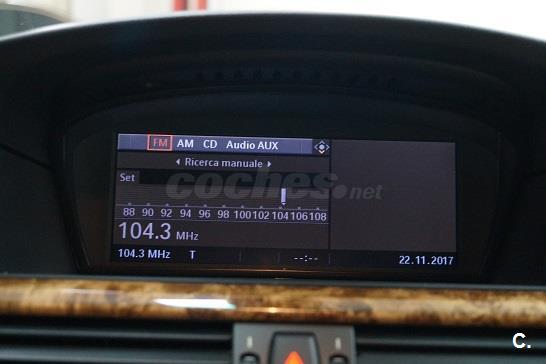 FM AM CD Audio AUX
Ricerca manuale
Set
coches.net
88 90 92 94 96 98 100 102 104 106 108
104.3 MHz
104.3 MHz T --:-- 22.11.2017
C.